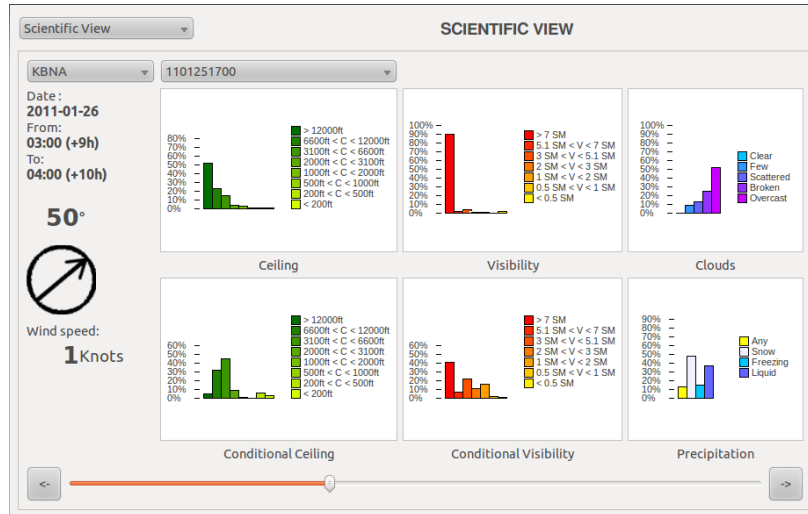 Scientific View
SCIENTIFIC VIEW
KBNA
1101251700
Date :
2011-01-26
From:
03:00 (+9h)
To:
04:00 (+10h)
50°
Wind speed:
1 Knots
80%
70%
60%
50%
40%
30%
20%
10%
0%
> 12000ft
6600ft < C < 12000ft
3100ft < C < 6600ft
2000ft < C < 3100ft
1000ft < C < 2000ft
500ft < C < 1000ft
200ft < C < 500ft
< 200ft
Ceiling
100%
90%
80%
70%
60%
50%
40%
30%
20%
10%
0%
> 7 SM
5.1 SM < V < 7 SM
3 SM < V < 5.1 SM
2 SM < V < 3 SM
1 SM < V < 2 SM
0.5 SM < V < 1 SM
< 0.5 SM
Visibility
100%
90%
80%
70%
60%
50%
40%
30%
20%
10%
0%
Clear
Few
Scattered
Broken
Overcast
Clouds
60%
50%
40%
30%
20%
10%
0%
> 12000ft
6600ft < C < 12000ft
3100ft < C < 6600ft
2000ft < C < 3100ft
1000ft < C < 2000ft
500ft < C < 1000ft
200ft < C < 500ft
< 200ft
Conditional Ceiling
60%
50%
40%
30%
20%
10%
0%
> 7 SM
5.1 SM < V < 7 SM
3 SM < V < 5.1 SM
2 SM < V < 3 SM
1 SM < V < 2 SM
0.5 SM < V < 1 SM
< 0.5 SM
Conditional Visibility
90%
80%
70%
60%
50%
40%
30%
20%
10%
0%
Any
Snow
Freezing
Liquid
Precipitation
<-
->